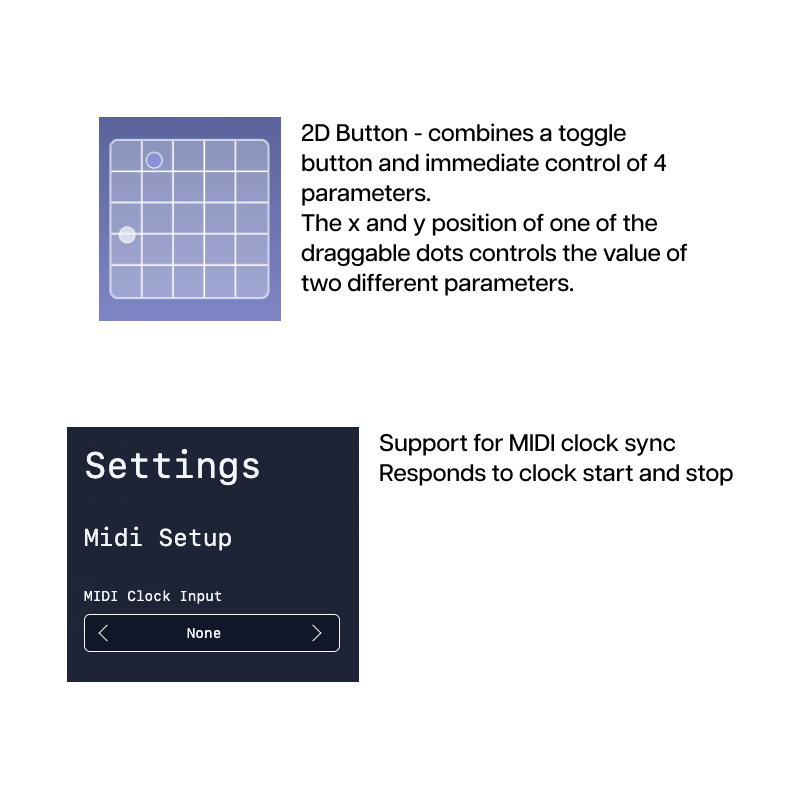 2D Button - combines a toggle
button and immediate control of 4
parameters.
The x and y position of one of the
draggable dots controls the value of
two different parameters.
Settings
Midi Setup
MIDI Clock Input
None
Support for MIDI clock sync
Responds to clock start and stop